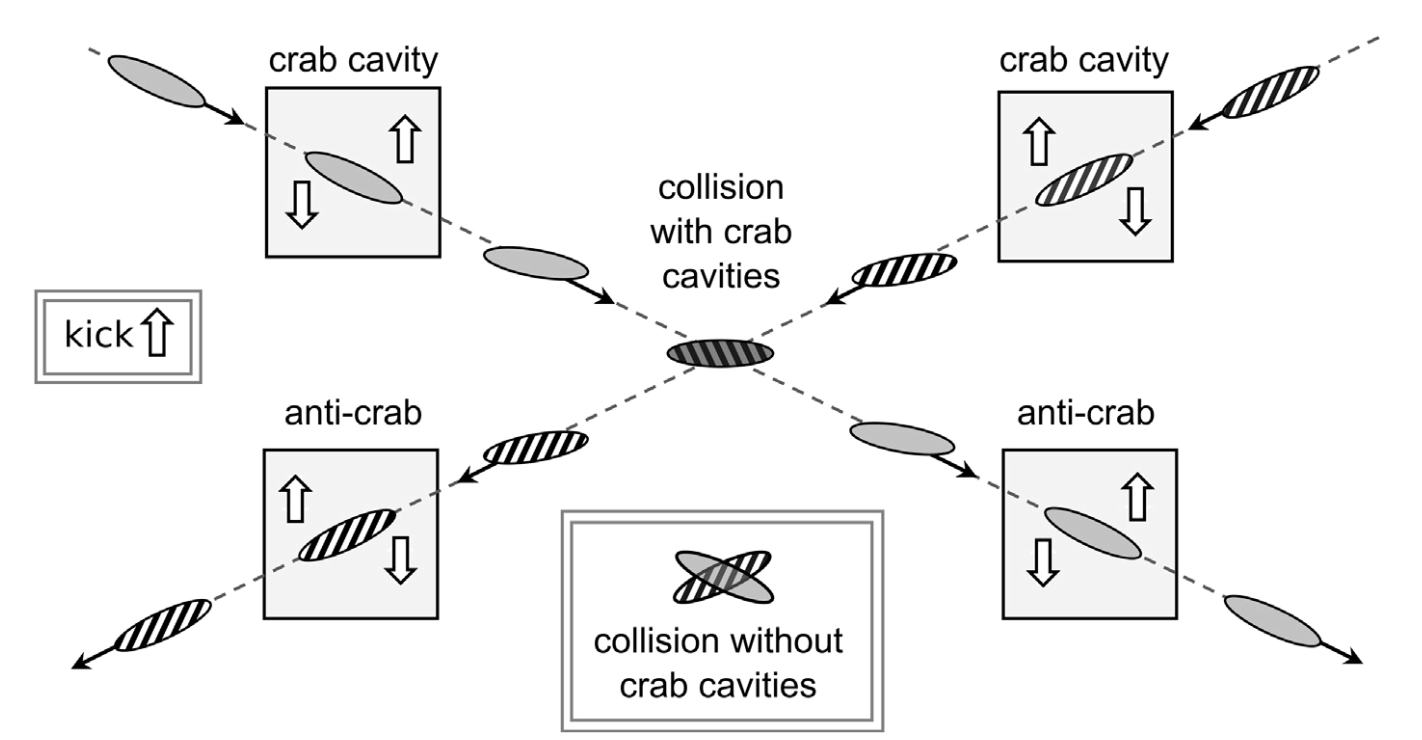 crab cavity
crab cavity
collision
with crab
cavities
kick
anti-crab
anti-crab
collision without
crab cavities